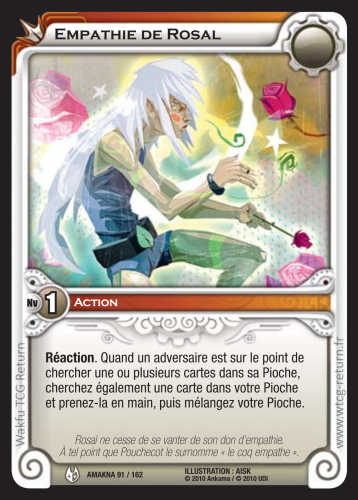 Empathie de Rosal
Nv 1 Action
Réaction. Quand un adversaire est sur le point de
chercher une ou plusieurs cartes dans sa Pioche,
cherchez également une carte dans votre Pioche
et prenez-la en main, puis mélangez votre Pioche.
Rosal ne cesse de se vanter de son don d'empathie.
À tel point que Pouchecot le surnomme « le coq empathe ».
AMAKNA 91 / 162
ILLUSTRATION : AISK
© 2010 Ankama / © 2010 UDI
Wakfu TCG Return
www.wtcg-return.fr